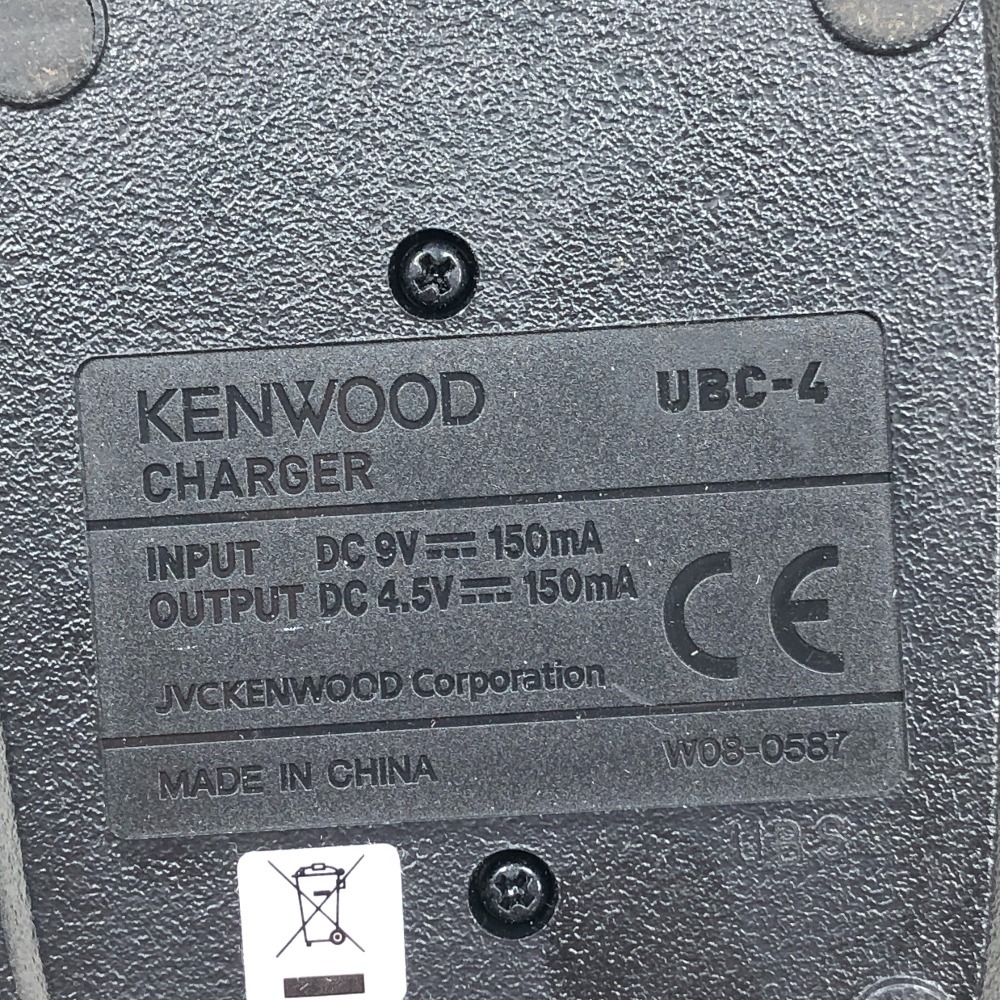 KENWOOD
UBC-4
CHARGER
INPUT DC 9V⎓150mA
OUTPUT DC 4.5V⎓150mA
CE
JVCKENWOOD Corporation
MADE IN CHINA
W08-0587